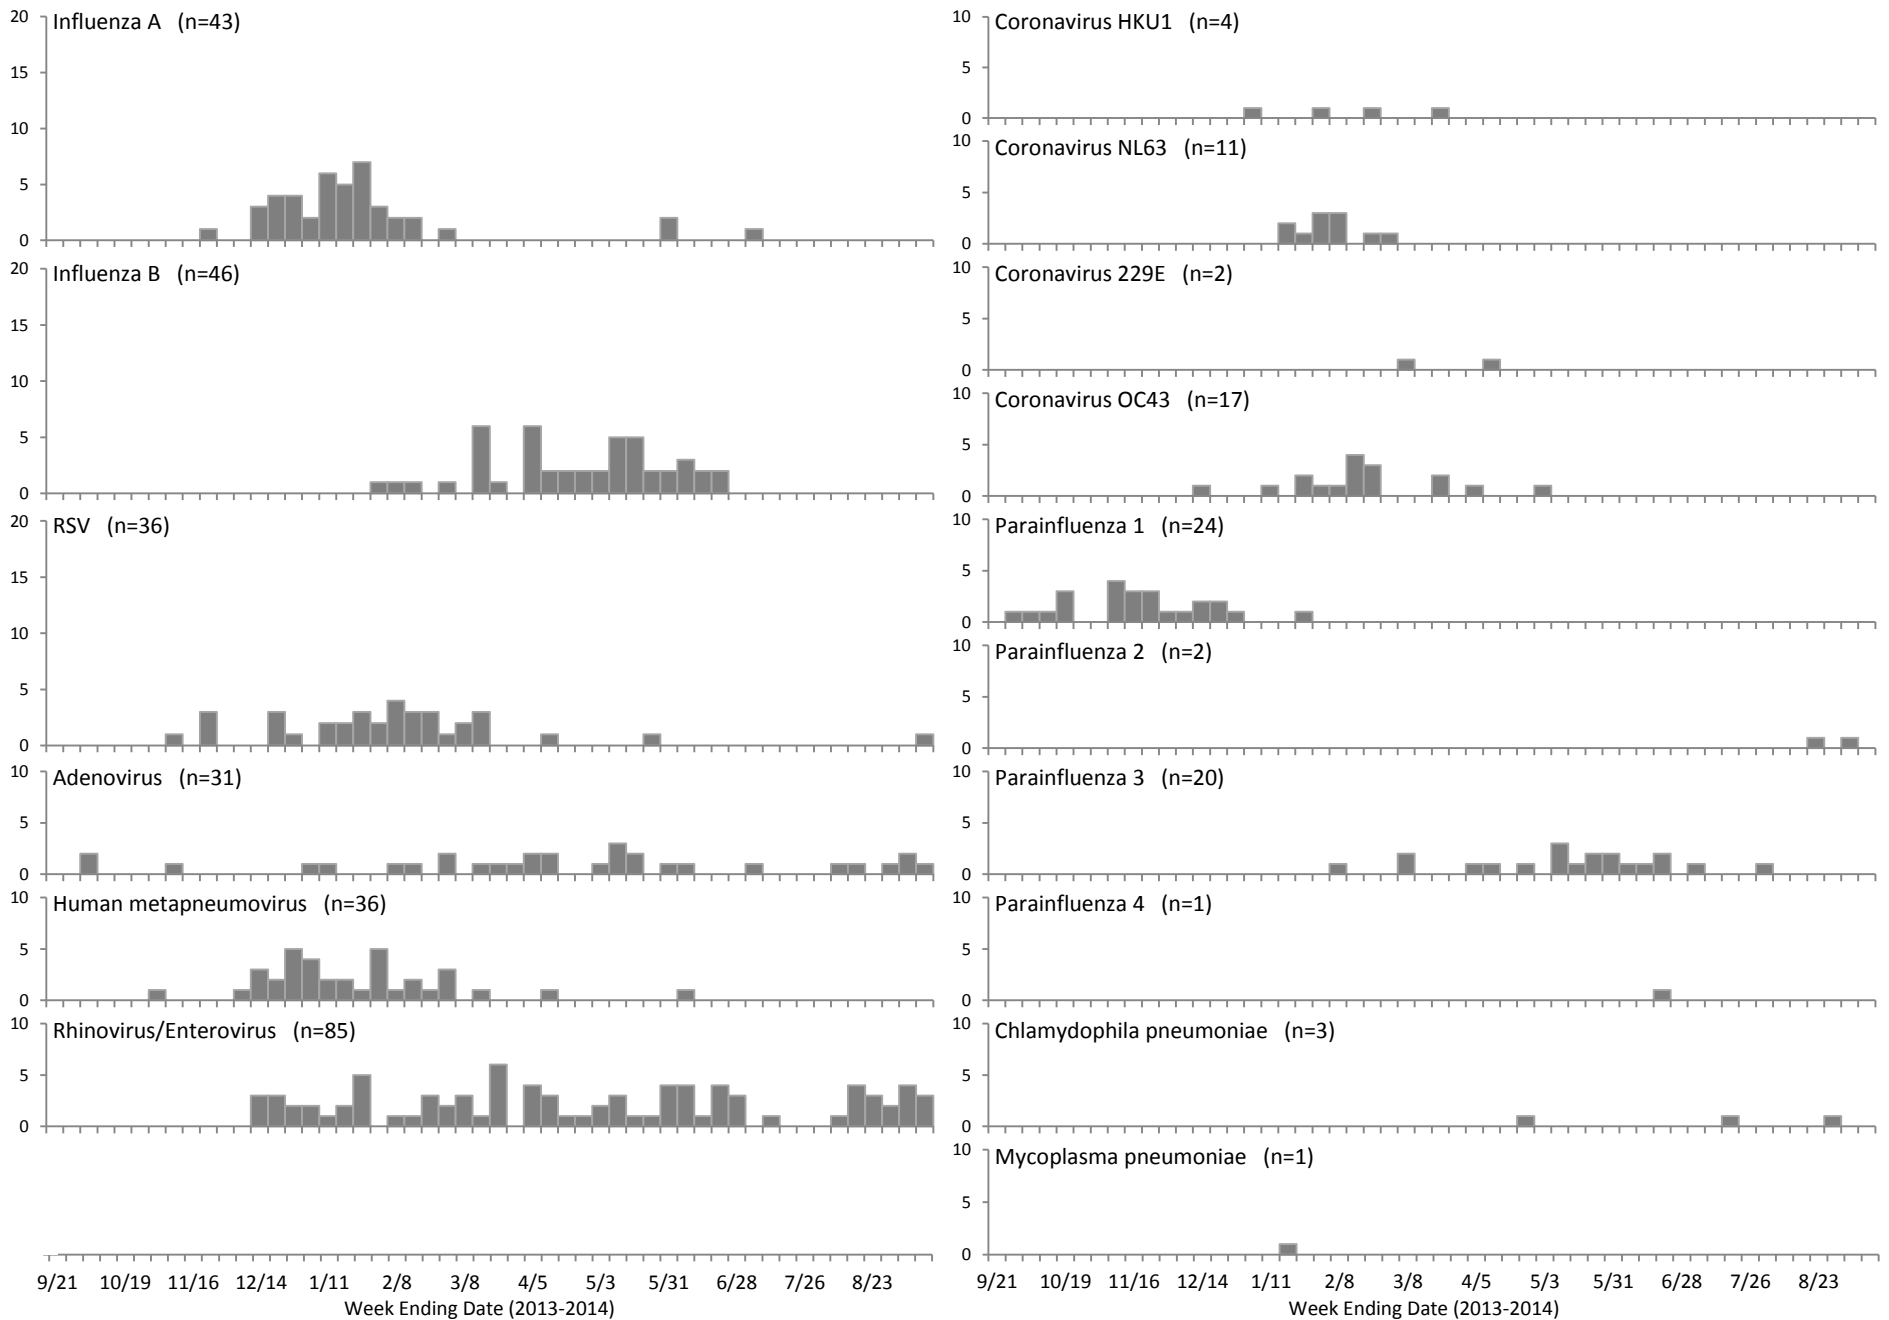 Influenza A (n=43)
20
15
10
5
0
Influenza B (n=46)
20
15
10
5
0
RSV (n=36)
20
15
10
5
0
Adenovirus (n=31)
10
5
0
Human metapneumovirus (n=36)
10
5
0
Rhinovirus/Enterovirus (n=85)
10
5
0
9/21 10/19 11/16 12/14 1/11 2/8 3/8 4/5 5/3 5/31 6/28 7/26 8/23
Week Ending Date (2013-2014)
Coronavirus HKU1 (n=4)
10
5
0
Coronavirus NL63 (n=11)
10
5
0
Coronavirus 229E (n=2)
10
5
0
Coronavirus OC43 (n=17)
10
5
0
Parainfluenza 1 (n=24)
10
5
0
Parainfluenza 2 (n=2)
10
5
0
Parainfluenza 3 (n=20)
10
5
0
Parainfluenza 4 (n=1)
10
5
0
Chlamydophila pneumoniae (n=3)
10
5
0
Mycoplasma pneumoniae (n=1)
10
5
0
9/21 10/19 11/16 12/14 1/11 2/8 3/8 4/5 5/3 5/31 6/28 7/26 8/23
Week Ending Date (2013-2014)